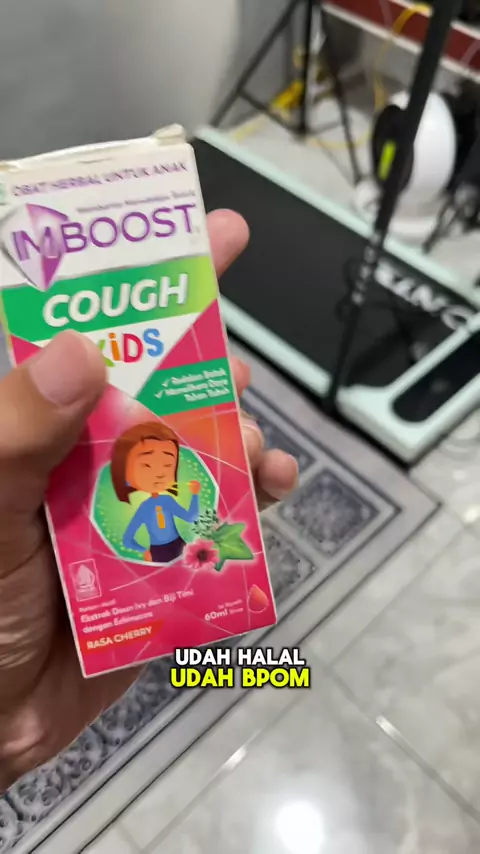 OBAT HERBAL UNTUK ANAK
IMBOOST
COUGH
KIDS
✓ Redakan Batuk
✓ Memelihara Daya
Tahan Tubuh
Ekstrak Daun Ivy dan Biji Timi
dengan Echinacea
RASA CHERRY
60ml
UDAH HALAL
UDAH BPOM